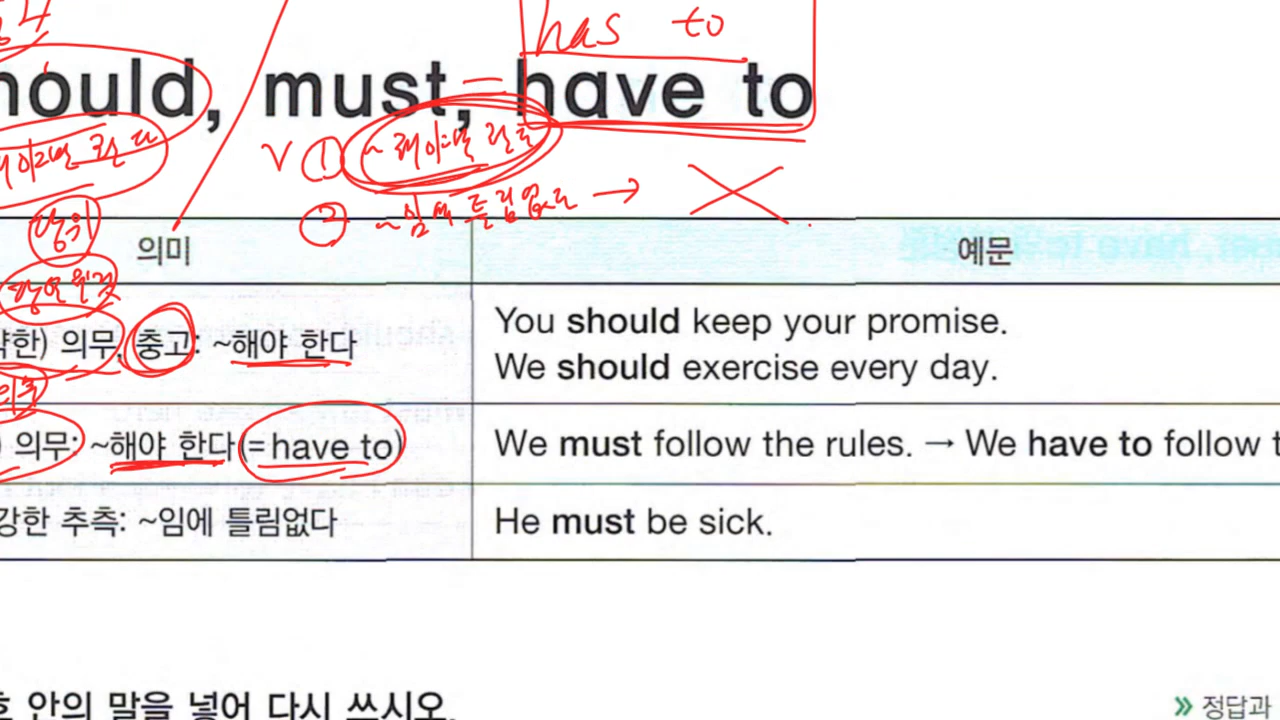 has to
should, must, have to
V ① ~ 해야만 한다
② ~임에 틀림없다 →
당위
의미 예문
의무, 충고: ~해야 한다 You should keep your promise.
We should exercise every day.
의무: ~해야 한다(= have to) We must follow the rules. → We have to follow t
강한 추측: ~임에 틀림없다 He must be sick.
안의 말을 넣어 다시 쓰시오.
» 정답과